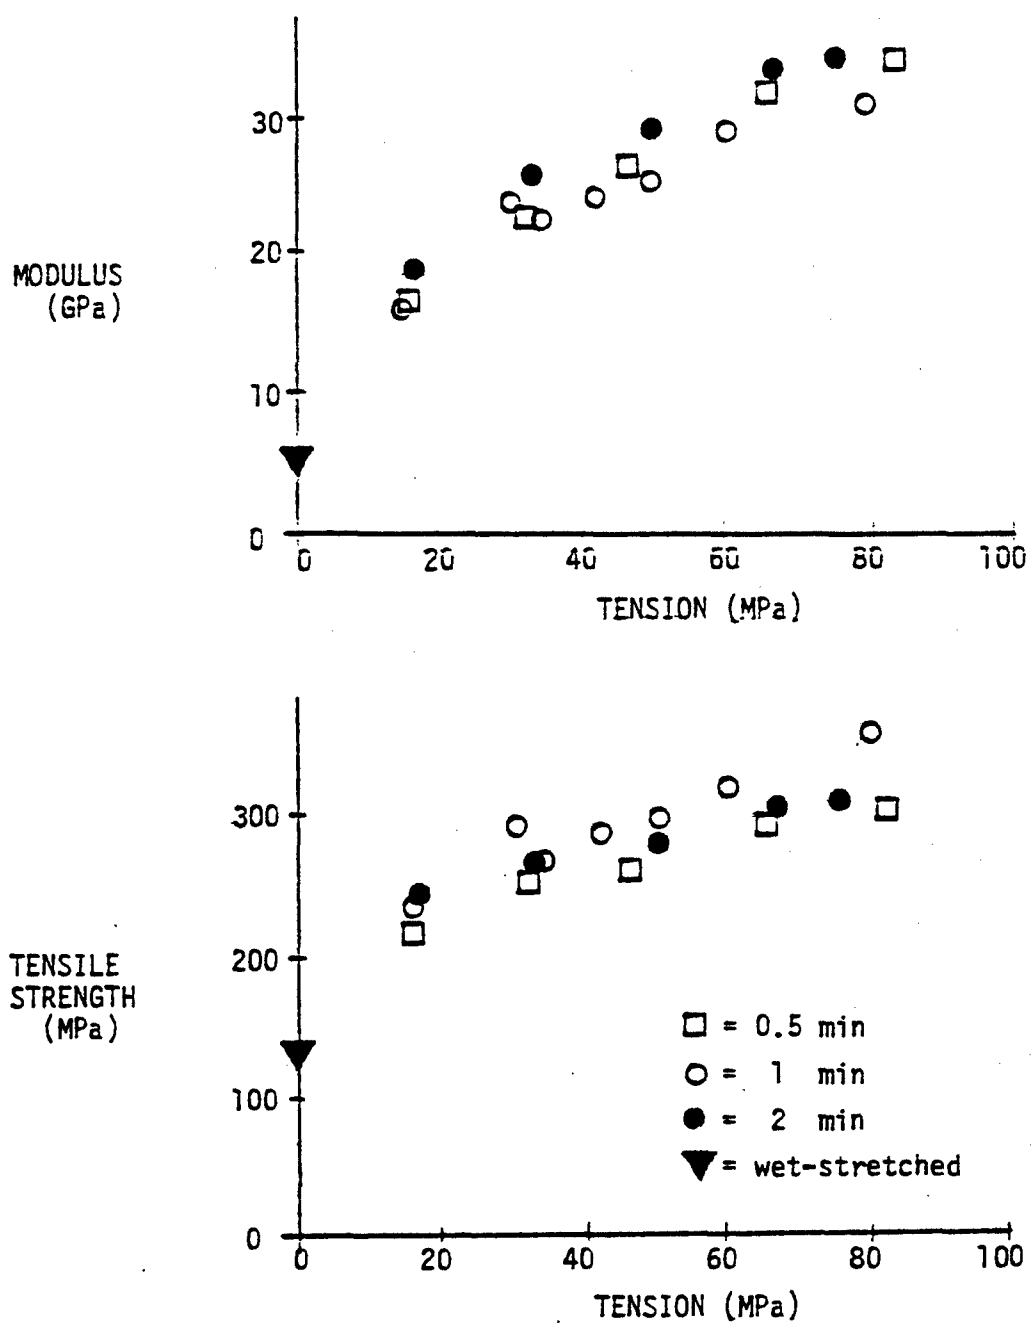 30
20
MODULUS
(GPa)
10
0
0 20 40 60 80 100
TENSION (MPa)
300
200
TENSILE
STRENGTH
(MPa)
100
0
□ = 0.5 min
○ = 1 min
● = 2 min
▼ = wet-stretched
0 20 40 60 80 100
TENSION (MPa)